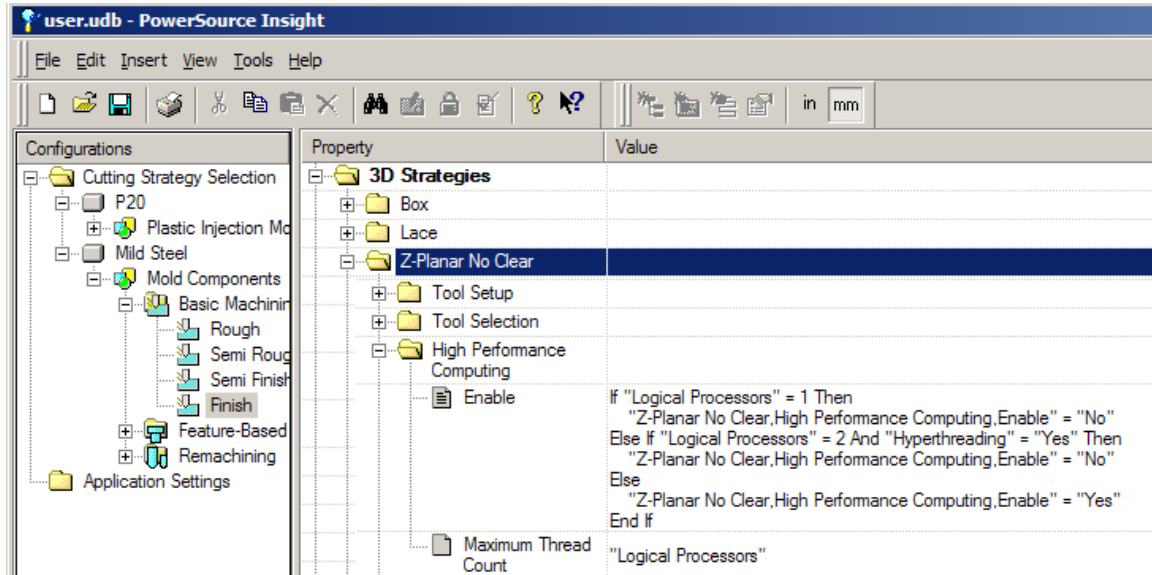 user.udb - PowerSource Insight
File Edit Insert View Tools Help
in mm
Configurations
Cutting Strategy Selection
P20
Plastic Injection Mo
Mild Steel
Mold Components
Basic Machinin
Rough
Semi Roug
Semi Finish
Finish
Feature-Based
Remachining
Application Settings
Property Value
3D Strategies
Box
Lace
Z-Planar No Clear
Tool Setup
Tool Selection
High Performance
Computing
Enable
If "Logical Processors" = 1 Then
"Z-Planar No Clear,High Performance Computing,Enable" = "No"
Else If "Logical Processors" = 2 And "Hyperthreading" = "Yes" Then
"Z-Planar No Clear,High Performance Computing,Enable" = "No"
Else
"Z-Planar No Clear,High Performance Computing,Enable" = "Yes"
End If
Maximum Thread
Count
"Logical Processors"